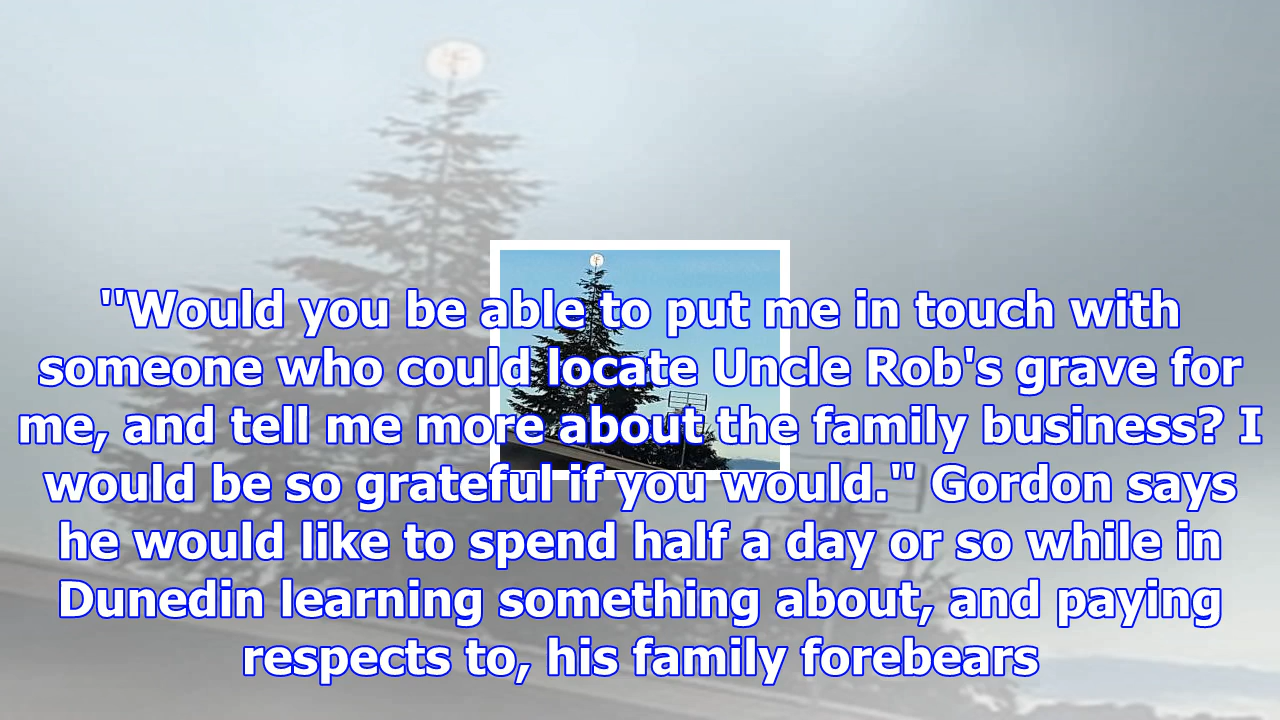 "Would you be able to put me in touch with
someone who could locate Uncle Rob's grave for
me, and tell me more about the family business? I
would be so grateful if you would." Gordon says
he would like to spend half a day or so while in
Dunedin learning something about, and paying
respects to, his family forebears